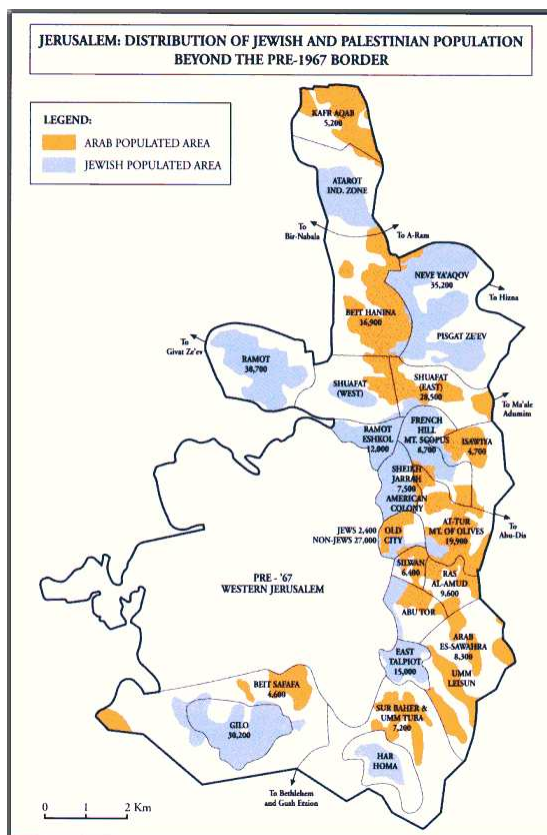 JERUSALEM: DISTRIBUTION OF JEWISH AND PALESTINIAN POPULATION
BEYOND THE PRE-1967 BORDER
LEGEND:
ARAB POPULATED AREA
JEWISH POPULATED AREA
KAFR AQAB
5,200
ATAROT
IND. ZONE
To
Bir-Nabala
To A-Ram
NEVE YA'AQOV
35,200
To Hizna
BEIT HANINA
16,900
PISGAT ZE'EV
To
Givat Ze'ev
RAMOT
38,700
SHUAFAT
(WEST)
SHUAFAT
(EAST)
28,500
To Ma'ale
Adumim
RAMOT
ESHKOL
12,000
FRENCH
HILL
MT. SCOPUS
8,700
ISAWIYA
4,700
SHEIKH
JARRAH
7,500
AMERICAN
COLONY
JEWS 2,400
NON-JEWS 27,000
OLD
CITY
AT-TUR
MT. OF OLIVES
19,900
To
Abu-Dis
PRE - '67
WESTERN JERUSALEM
SILWAN
6,400
RAS
AL-AMUD
9,600
ABU TOR
ARAB
ES-SAWAHRA
8,300
EAST
TALPIOT
15,000
UMM
LEISUN
BEIT SAFAFA
4,600
GILO
30,200
SUR BAHER &
UMM TUBA
7,200
HAR
HOMA
To Bethlehem
and Gush Etzion
0 1 2 Km